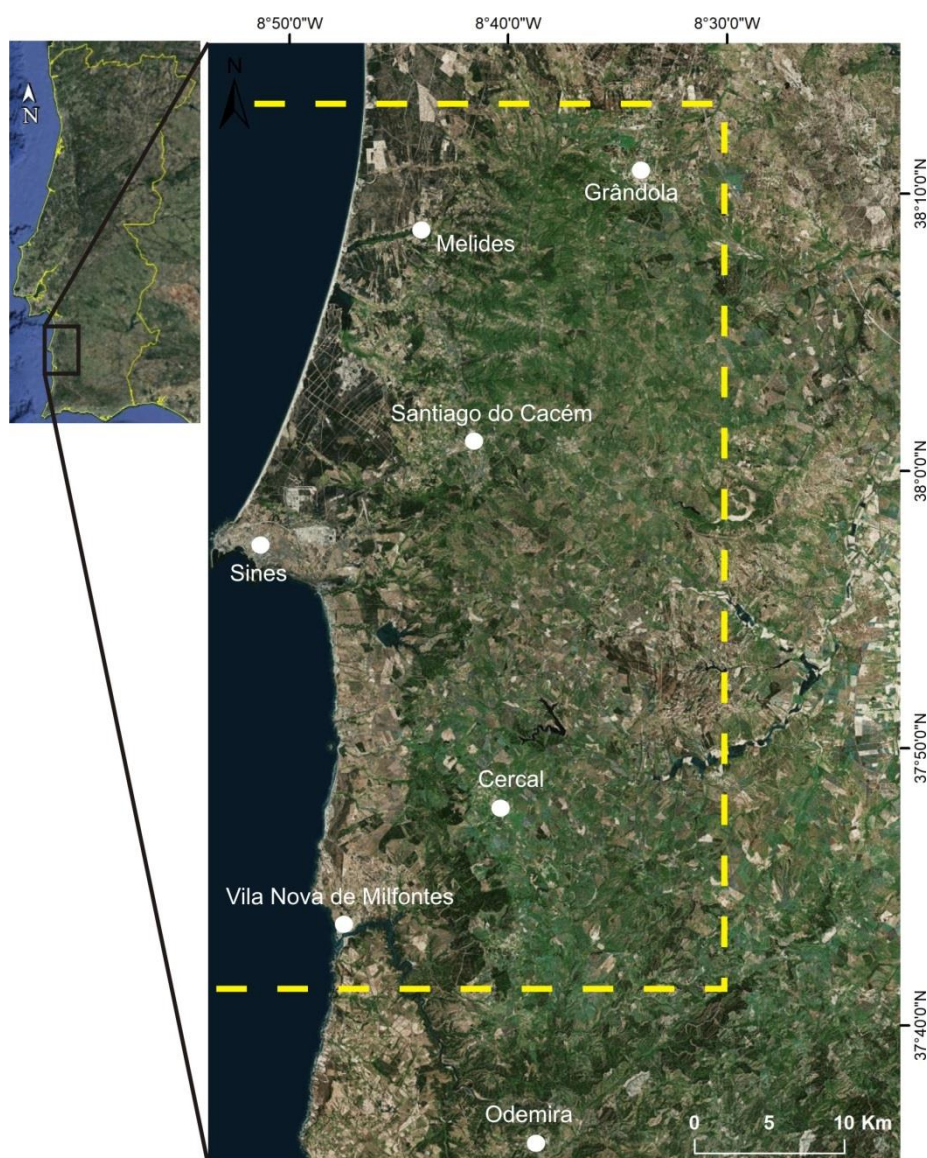 8°50'0"W 8°40'0"W 8°30'0"W
N
N
Grândola
38°10'0"N
Melides
Santiago do Cacém
38°0'0"N
Sines
37°50'0"N
Cercal
Vila Nova de Milfontes
37°40'0"N
Odemira
0 5 10 Km